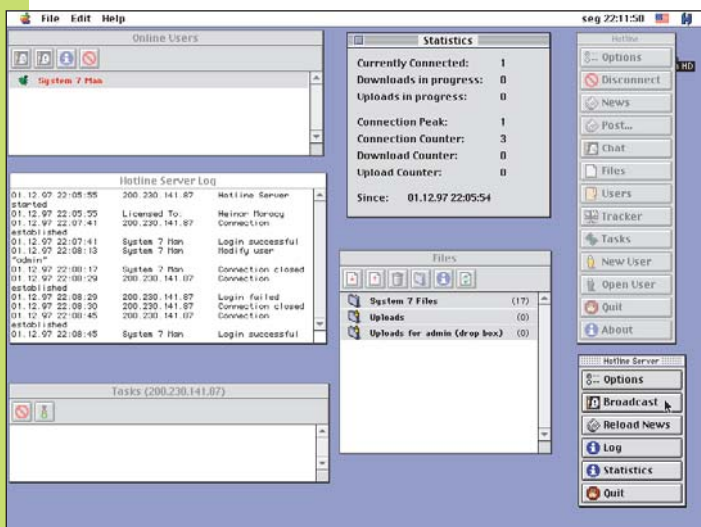 File Edit Help
seg 22:11:50
Online Users
System 7 Man
Hotline Server Log
01.12.97 22:05:55 200.230.141.87 Hotline Server
started
01.12.97 22:05:55 Licensed To: Heinar Maracy
01.12.97 22:07:41 200.230.141.87 Connection
established
01.12.97 22:07:41 System 7 Man Login successful
01.12.97 22:08:13 System 7 Man Modify user
"admin"
01.12.97 22:08:17 System 7 Man Connection closed
01.12.97 22:08:29 200.230.141.87 Connection
established
01.12.97 22:08:29 200.230.141.87 Login failed
01.12.97 22:08:30 200.230.141.87 Connection closed
01.12.97 22:08:45 200.230.141.87 Connection
established
01.12.97 22:08:45 System 7 Man Login successful
Tasks (200.230.141.87)
Statistics
Currently Connected: 1
Downloads in progress: 0
Uploads in progress: 0
Connection Peak: 1
Connection Counter: 3
Download Counter: 0
Upload Counter: 0
Since: 01.12.97 22:05:54
Files
System 7 Files (17)
Uploads (0)
Uploads for admin (drop box) (0)
Hotline
Options
Disconnect
News
Post...
Chat
Files
Users
Tracker
Tasks
New User
Open User
Quit
About
HD
Hotline Server
Options
Broadcast
Reload News
Log
Statistics
Quit